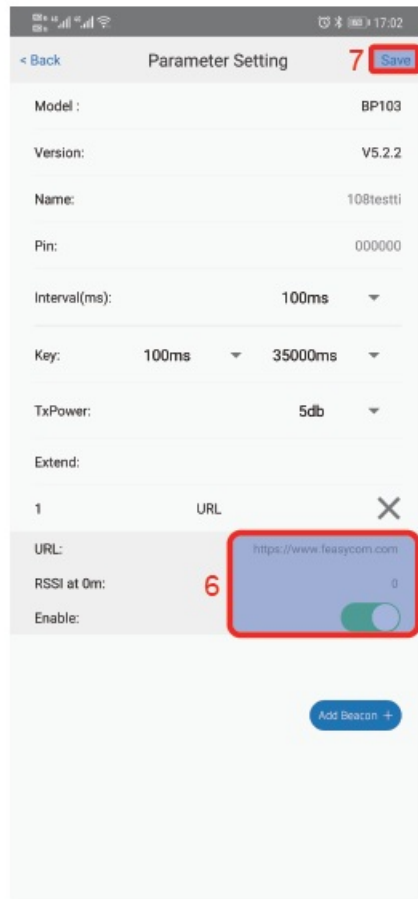 17:02
< Back Parameter Setting 7 Save
Model : BP103
Version: V5.2.2
Name: 108testti
Pin: 000000
Interval(ms): 100ms
Key: 100ms 35000ms
TxPower: 5db
Extend:
1 URL
URL: https://www.feasycom.com
RSSI at 0m: 0
6
Enable:
Add Beacon +